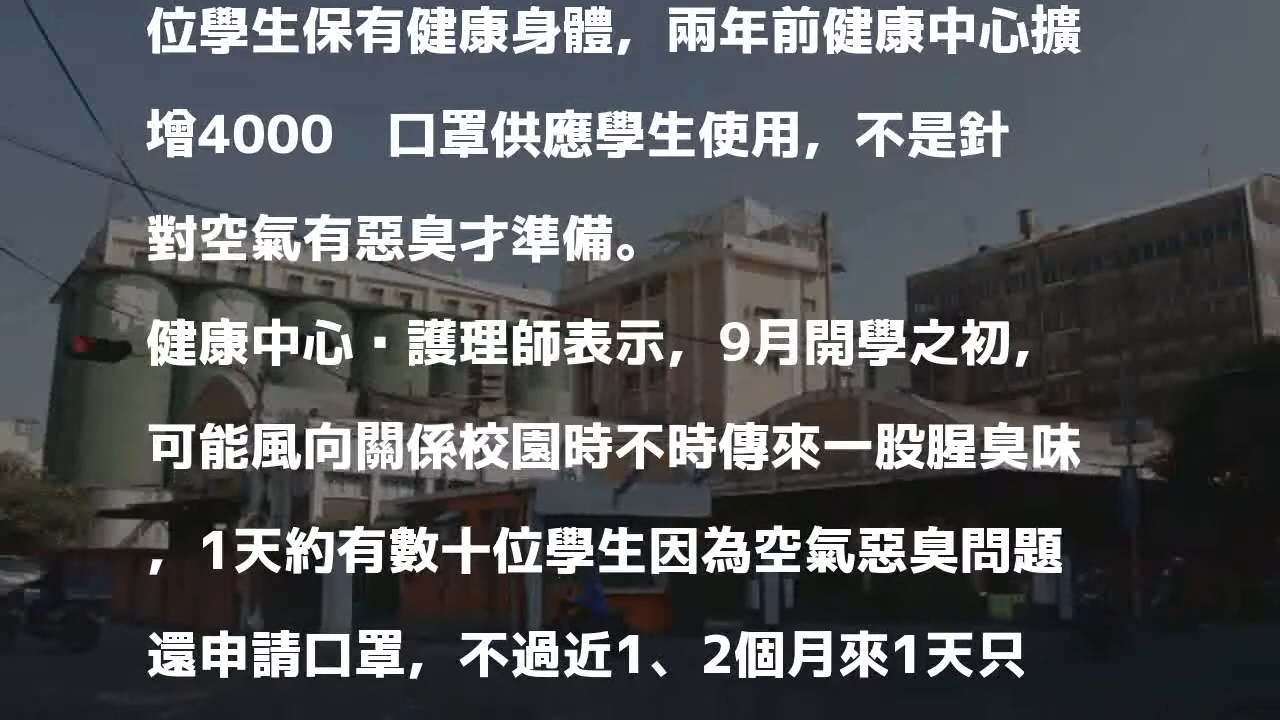 位學生保有健康身體，兩年前健康中心擴
增4000　口罩供應學生使用，不是針
對空氣有惡臭才準備。
健康中心·護理師表示，9月開學之初，
可能風向關係校園時不時傳來一股腥臭味
，1天約有數十位學生因為空氣惡臭問題
還申請口罩，不過近1、2個月來1天只